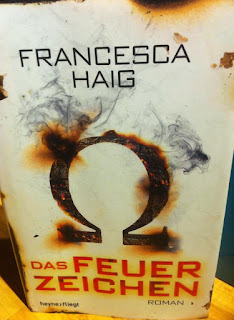 FRANCESCA
HAIG
Ω
DAS FEUER
ZEICHEN
heyne›fliegt
ROMAN